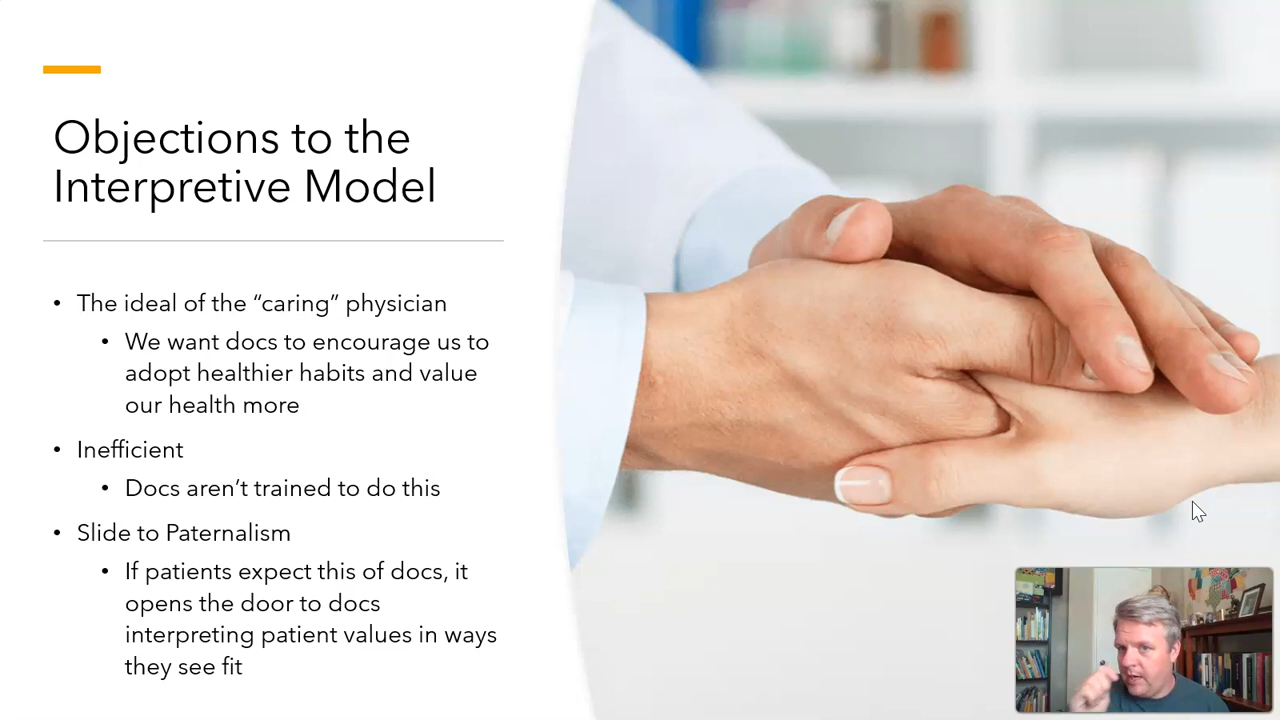 Objections to the
Interpretive Model
• The ideal of the “caring” physician
• We want docs to encourage us to
adopt healthier habits and value
our health more
• Inefficient
• Docs aren’t trained to do this
• Slide to Paternalism
• If patients expect this of docs, it
opens the door to docs
interpreting patient values in ways
they see fit